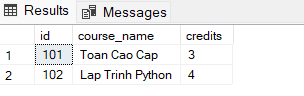 Results Messages
id course_name credits
1 101 Toan Cao Cap 3
2 102 Lap Trinh Python 4